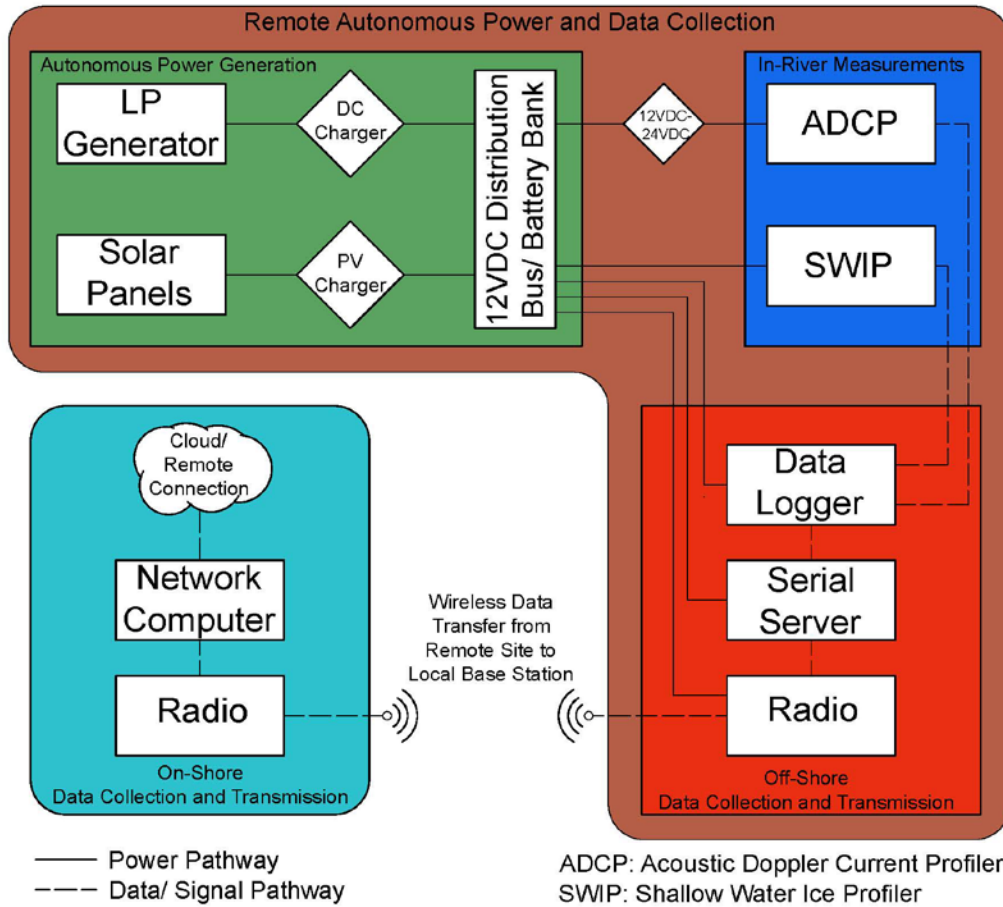 Remote Autonomous Power and Data Collection
Autonomous Power Generation
LP
Generator
DC
Charger
Solar
Panels
PV
Charger
12VDC Distribution
Bus/ Battery Bank
12VDC-
24VDC
In-River Measurements
ADCP
SWIP
Cloud/
Remote
Connection
Network
Computer
Radio
On-Shore
Data Collection and Transmission
Wireless Data
Transfer from
Remote Site to
Local Base Station
Data
Logger
Serial
Server
Radio
Off-Shore
Data Collection and Transmission
Power Pathway
Data/ Signal Pathway
ADCP: Acoustic Doppler Current Profiler
SWIP: Shallow Water Ice Profiler